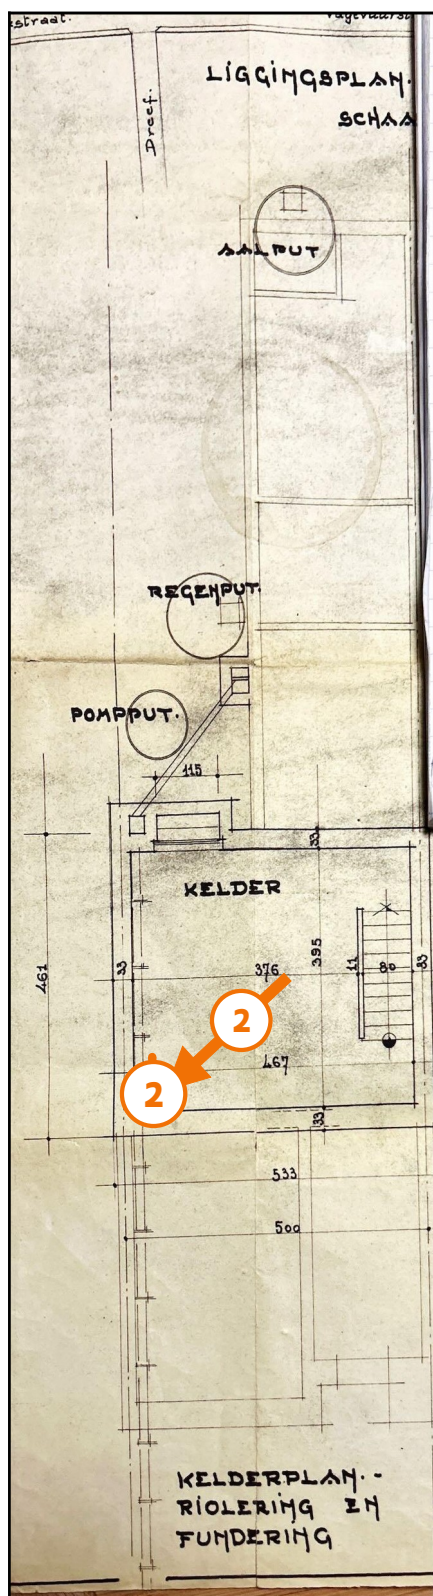 straat.
Dreef.
LIGGINGSPLAN.
SCHAA
AALPUT
REGENPUT.
POMPPUT.
115
33
KELDER
461
33
376
395
11
80
33
2
467
2
33
533
500
KELDERPLAN.-
RIOLERING EN
FUNDERING